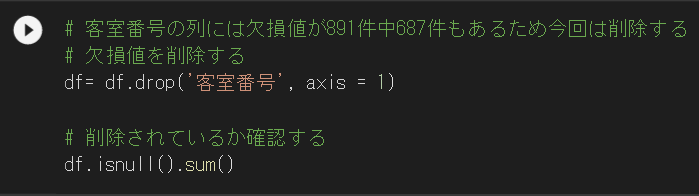 # 客室番号の列には欠損値が891件中687件もあるため今回は削除する
# 欠損値を削除する
df= df.drop('客室番号', axis = 1)
# 削除されているか確認する
df.isnull().sum()